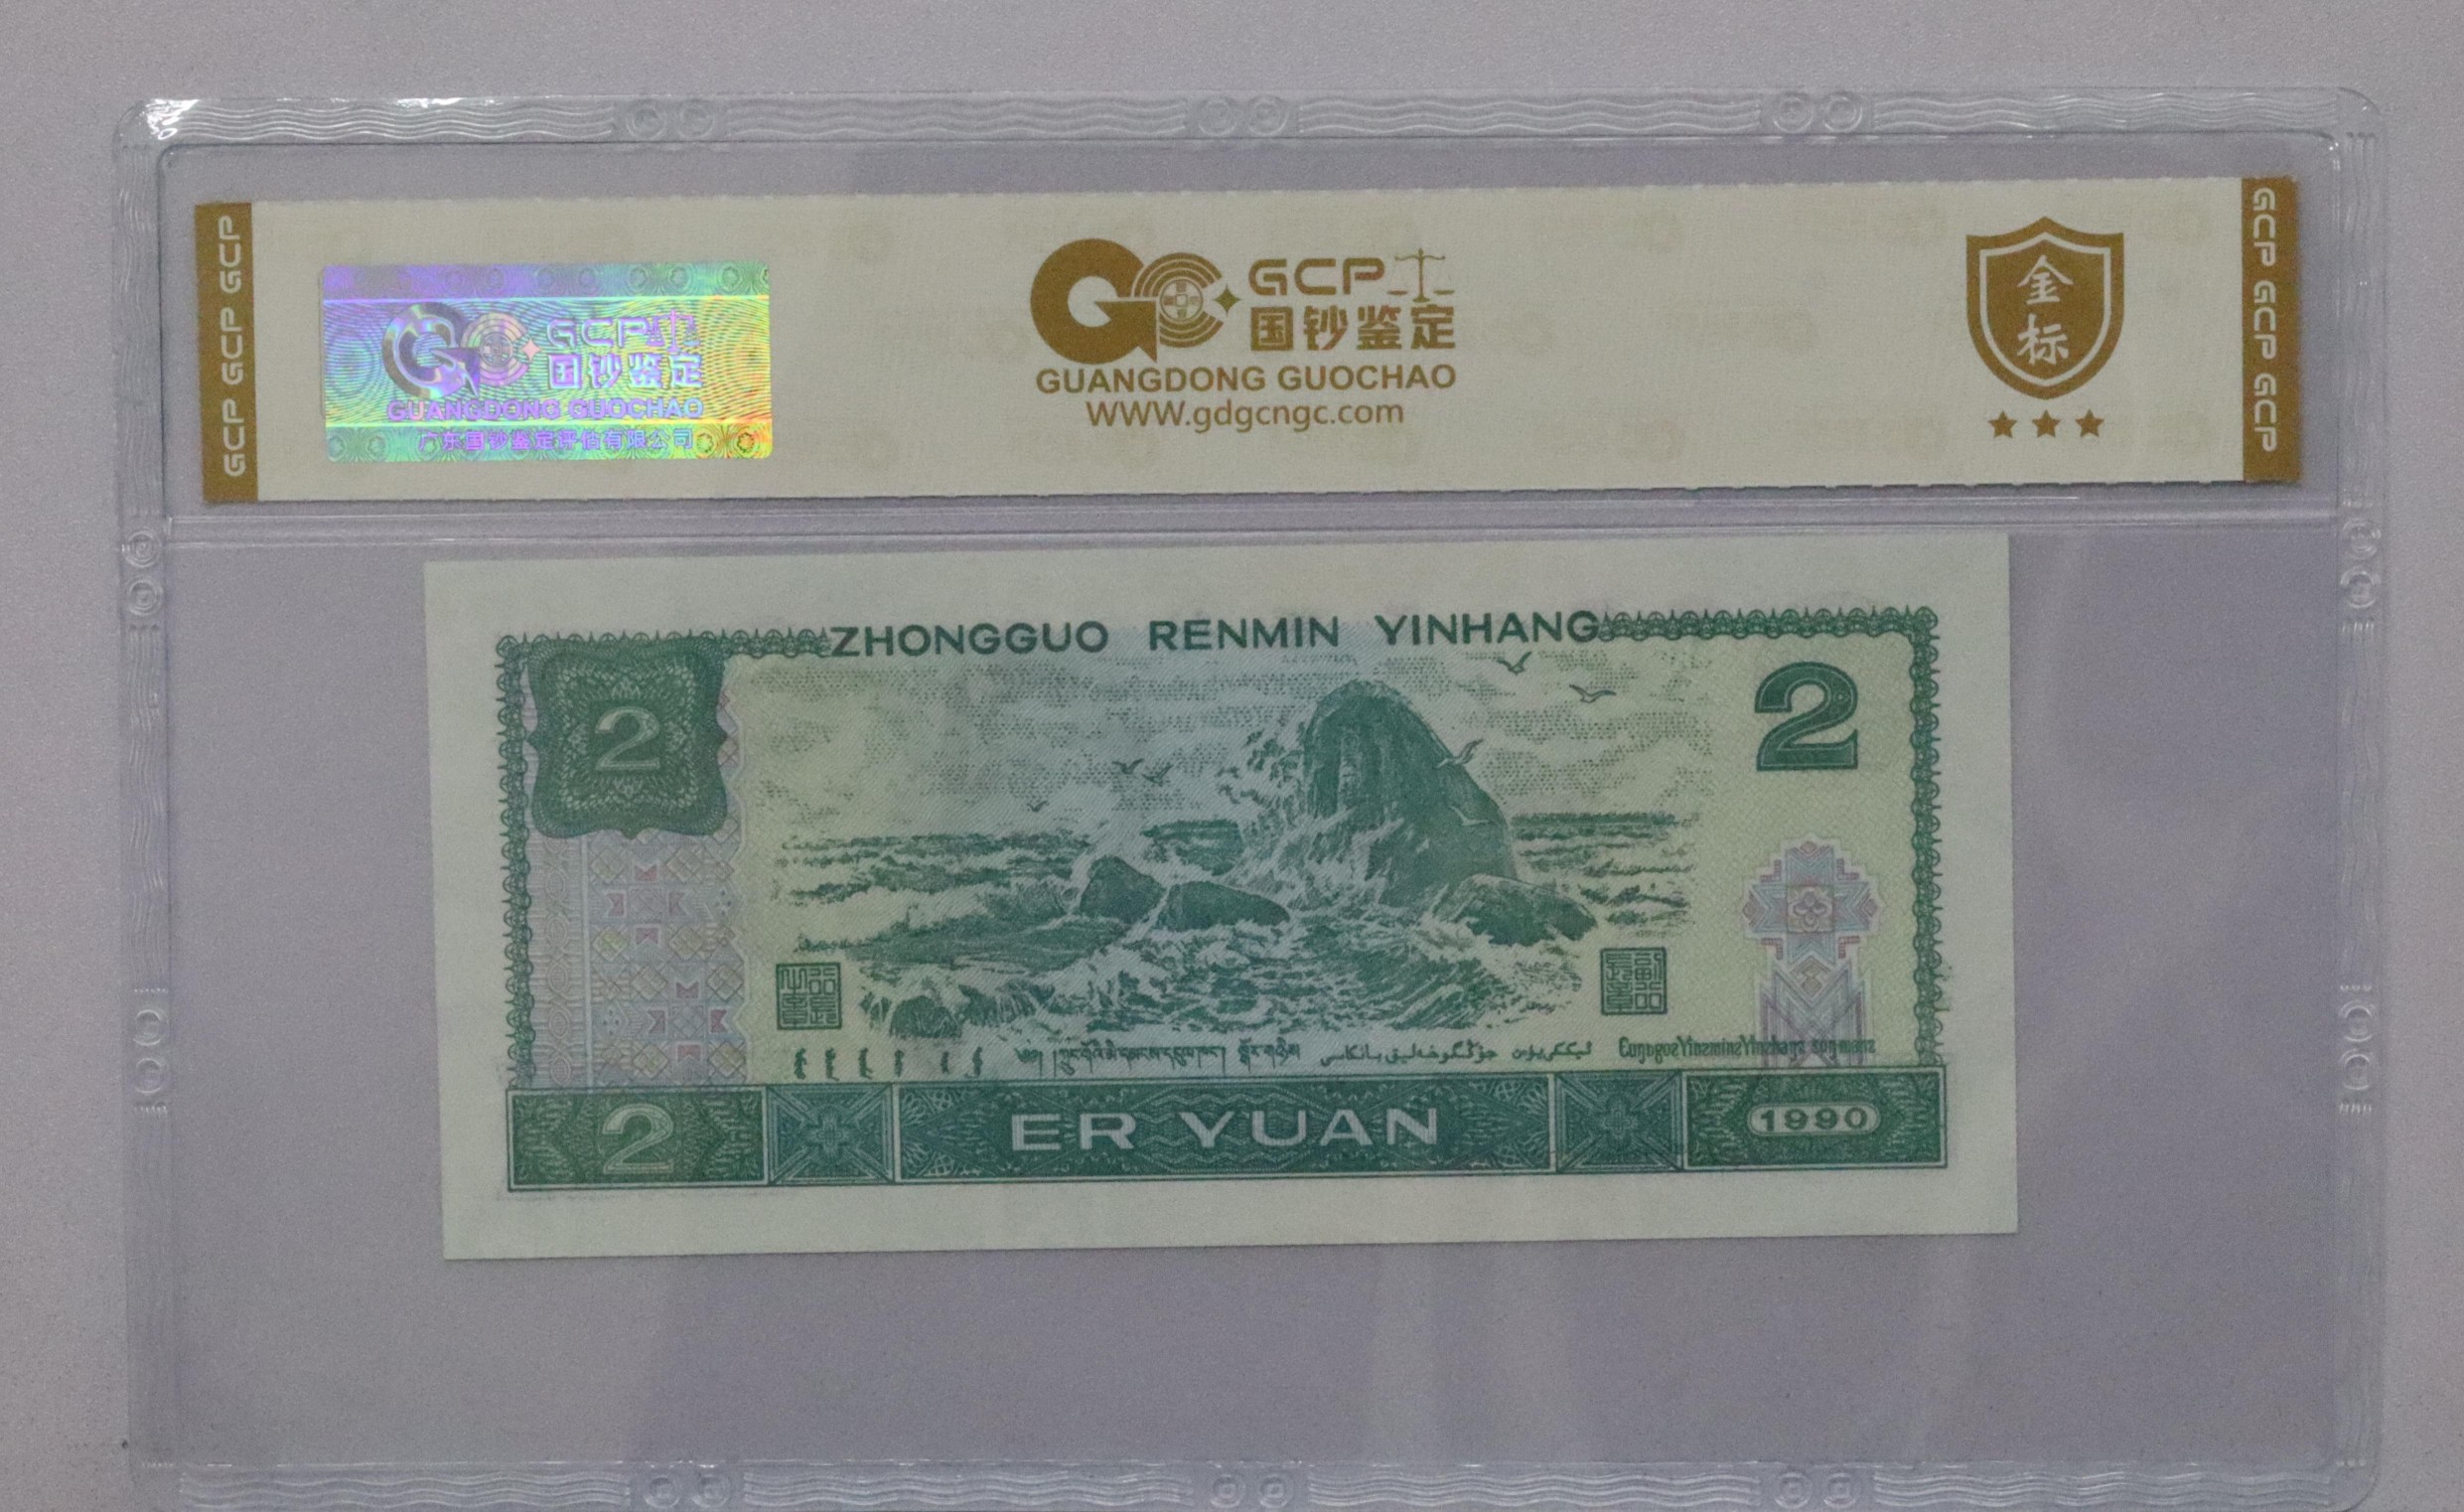 GCP GCP GCP
GCP
国钞鉴定
GUANGDONG GUOCHAO
广东国钞鉴定评估有限公司
GCP
国钞鉴定
GUANGDONG GUOCHAO
WWW.gdgcngc.com
金
标
GCP GCP GCP
ZHONGGUO RENMIN YINHANG
2
2
2
ER YUAN
1990